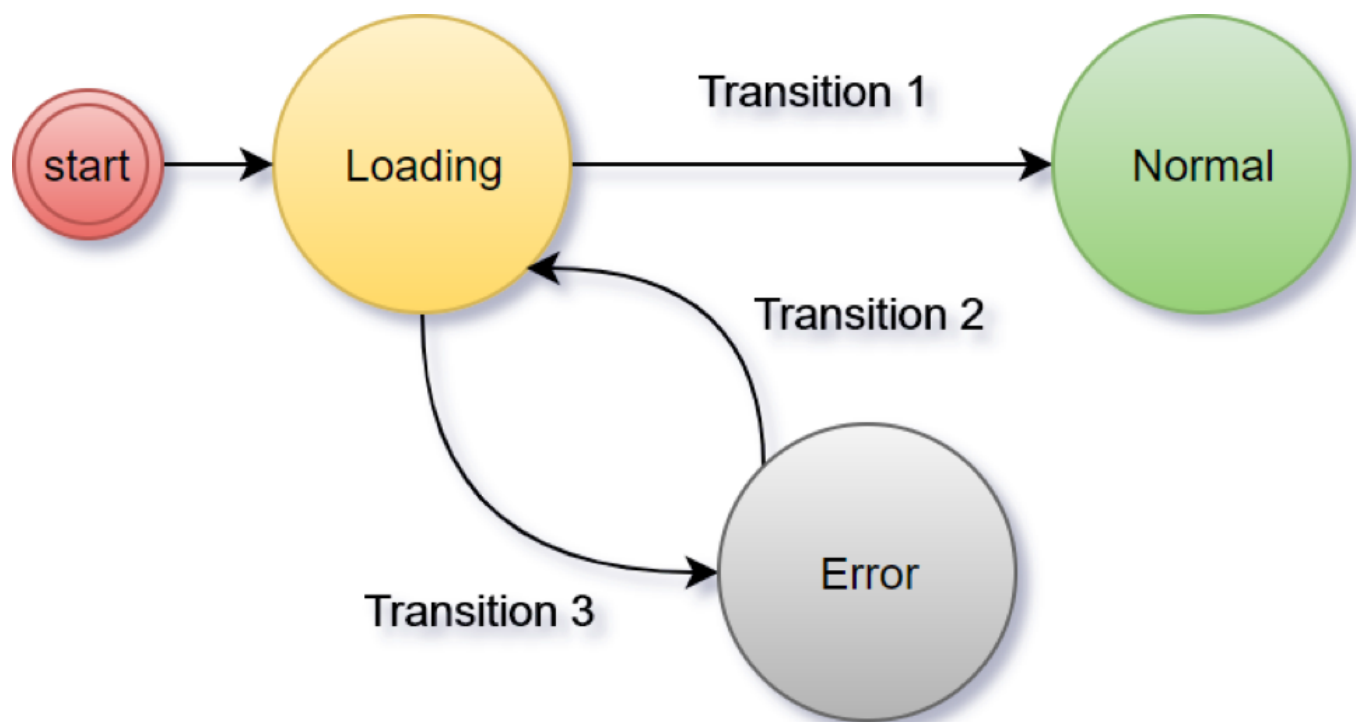 Transition 1
start
Loading
Normal
Transition 2
Error
Transition 3